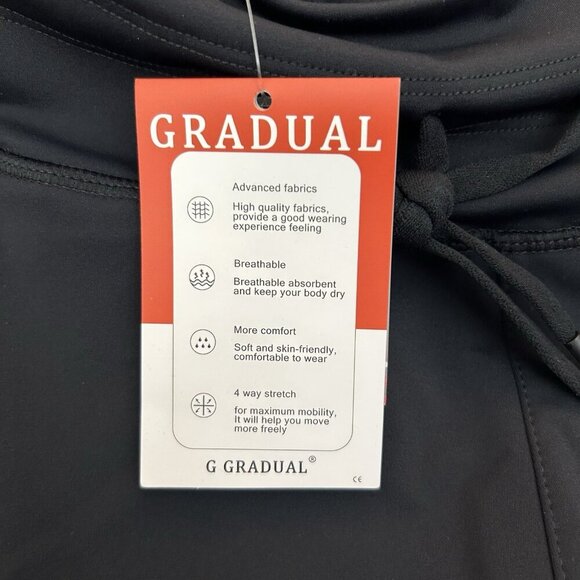 GRADUAL
Advanced fabrics
High quality fabrics,
provide a good wearing
experience feeling
Breathable
Breathable absorbent
and keep your body dry
More comfort
Soft and skin-friendly,
comfortable to wear
4 way stretch
for maximum mobility,
It will help you move
more freely
G GRADUAL®
CE